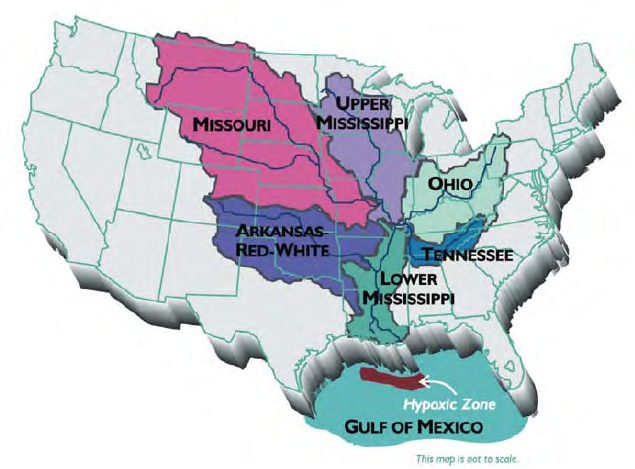 UPPER
MISSISSIPPI
MISSOURI
OHIO
ARKANSAS
RED-WHITE
TENNESSEE
LOWER
MISSISSIPPI
Hypoxic Zone
GULF OF MEXICO
This map is not to scale.